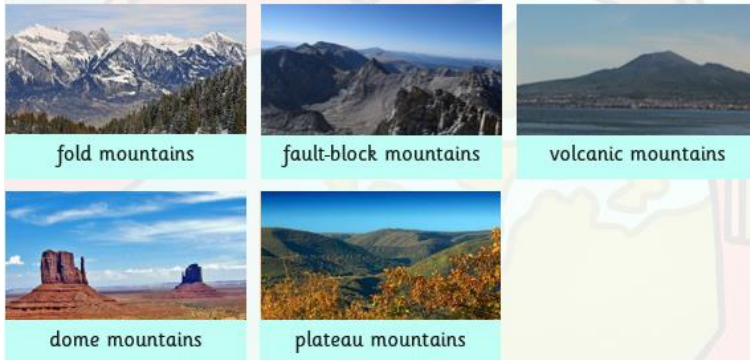 fold mountains
fault-block mountains
volcanic mountains
dome mountains
plateau mountains